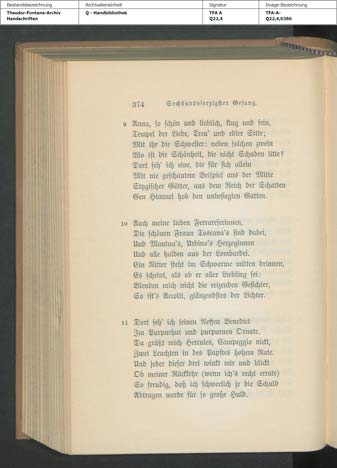 Bestandsbezeichnung Archivalieneinheit Signatur Image-Bezeichnung
Theodor-Fontane-Archiv Q - Handbibliothek TFA A TFA-A-
Handschriften Q22,4 Q22,4,0386
374 Sechsundvierzigster Gesang.
9 Anna, so schön und lieblich, klug und fein,
Tempel der Liebe, Treu' und edler Sitte;
Mit ihr die Schwester: neben solchen zwein
Wo ist die Schönheit, die nicht Schaden litte?
Dort seh' ich eine, die für sich allein
Mit nie geschautem Beispiel aus der Mitte
Stygischer Götter, aus dem Reich der Schatten
Gen Himmel hob den unbesiegten Gatten.
10 Auch meine lieben Ferrareserinnen,
Die schönen Fraun Toscana's sind dabei,
Und Mantua's, Urbino's Herzoginnen
Und alle holden aus der Lombardei.
Ein Ritter steht im Schwarme mitten drinnen,
Es scheint, als ob er aller Liebling sei:
Blenden mich nicht die reizenden Gesichter,
So ist's Accolti, glänzendstes der Lichter.
11 Dort seh' ich seinen Neffen Benedict
Im Purpurhut und purpurnen Ornate.
Da grüßt mich Hercules, Campeggio nickt,
Zwei Leuchten in des Papstes hohem Rate.
Und jeder dieser drei winkt mir und blickt
Ob meiner Rückkehr (wenn ich's recht errate)
So freudig, daß ich schwerlich je die Schuld
Abtragen werde für so große Huld.